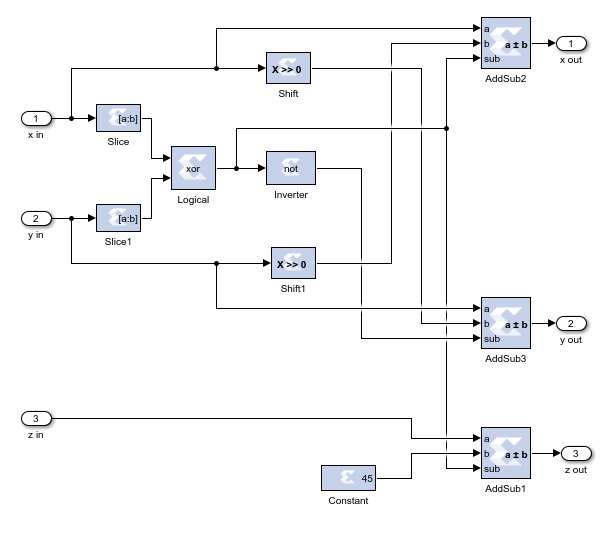 a
b
a ± b
sub
AddSub2
1
x out
X >> 0
Shift
1
x in
[a:b]
Slice
xor
Logical
not
Inverter
2
y in
[a:b]
Slice1
X >> 0
Shift1
a
b
a ± b
sub
AddSub3
2
y out
3
z in
a
b
a ± b
sub
AddSub1
3
z out
45
Constant